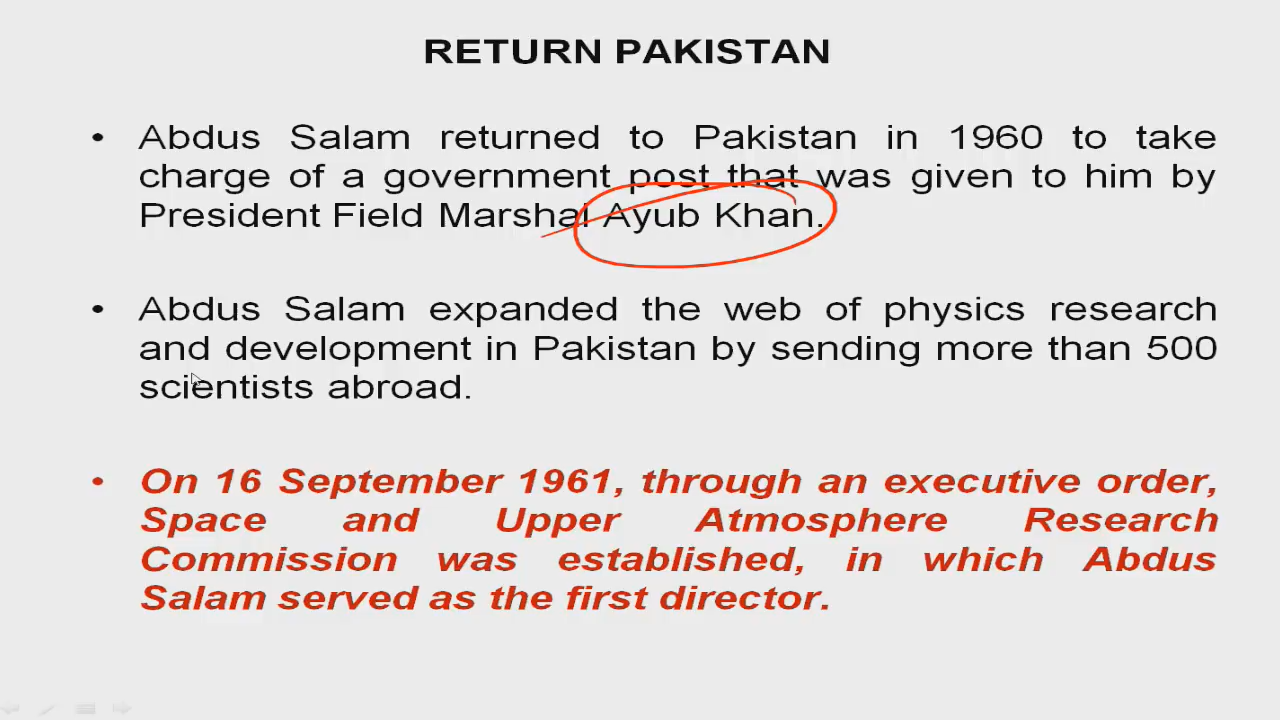 RETURN PAKISTAN
• Abdus Salam returned to Pakistan in 1960 to take
charge of a government post that was given to him by
President Field Marshal Ayub Khan.
• Abdus Salam expanded the web of physics research
and development in Pakistan by sending more than 500
scientists abroad.
• On 16 September 1961, through an executive order,
Space and Upper Atmosphere Research
Commission was established, in which Abdus
Salam served as the first director.